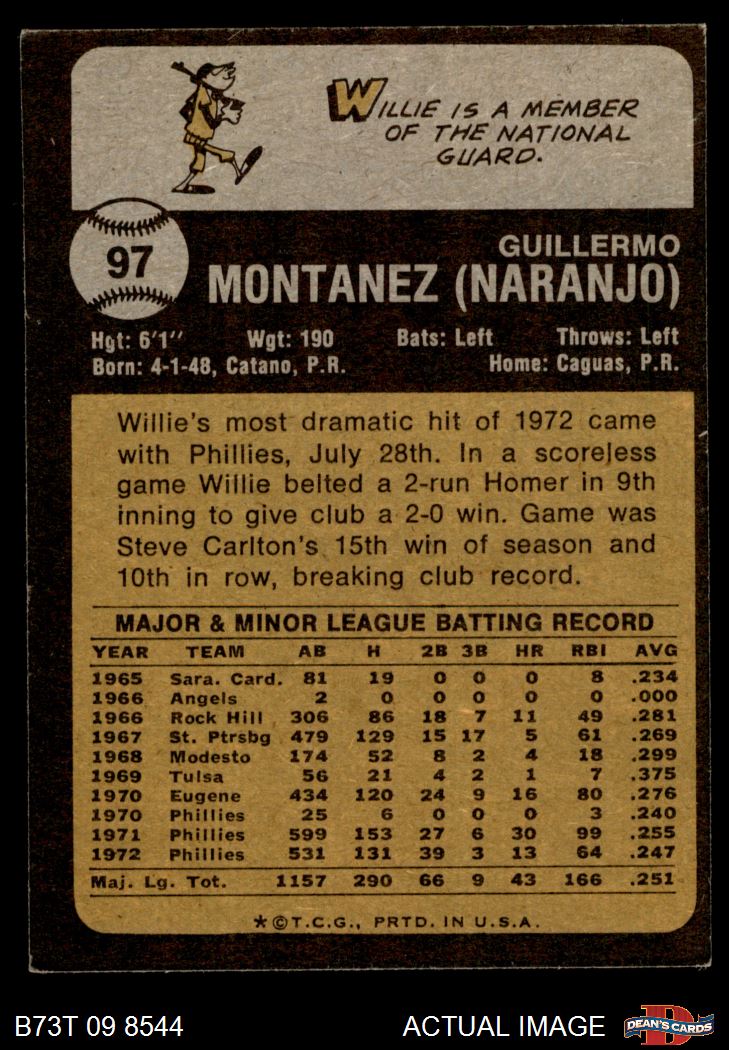 WILLIE IS A MEMBER
OF THE NATIONAL
GUARD.
97
GUILLERMO
MONTANEZ (NARANJO)
Hgt: 6'1" Wgt: 190 Bats: Left Throws: Left
Born: 4-1-48, Catano, P.R. Home: Caguas, P.R.
Willie's most dramatic hit of 1972 came
with Phillies, July 28th. In a scoreless
game Willie belted a 2-run Homer in 9th
inning to give club a 2-0 win. Game was
Steve Carlton's 15th win of season and
10th in row, breaking club record.
MAJOR & MINOR LEAGUE BATTING RECORD
YEAR TEAM AB H 2B 3B HR RBI AVG
1965 Sara. Card. 81 19 0 0 0 8 .234
1966 Angels 2 0 0 0 0 0 .000
1966 Rock Hill 306 86 18 7 11 49 .281
1967 St. Ptrsbg 479 129 15 17 5 61 .269
1968 Modesto 174 52 8 2 4 18 .299
1969 Tulsa 56 21 4 2 1 7 .375
1970 Eugene 434 120 24 9 16 80 .276
1970 Phillies 25 6 0 0 0 3 .240
1971 Phillies 599 153 27 6 30 99 .255
1972 Phillies 531 131 39 3 13 64 .247
Maj. Lg. Tot. 1157 290 66 9 43 166 .251
*©T.C.G., PRTD. IN U.S.A.
B73T 09 8544 ACTUAL IMAGE DEAN'S CARDS